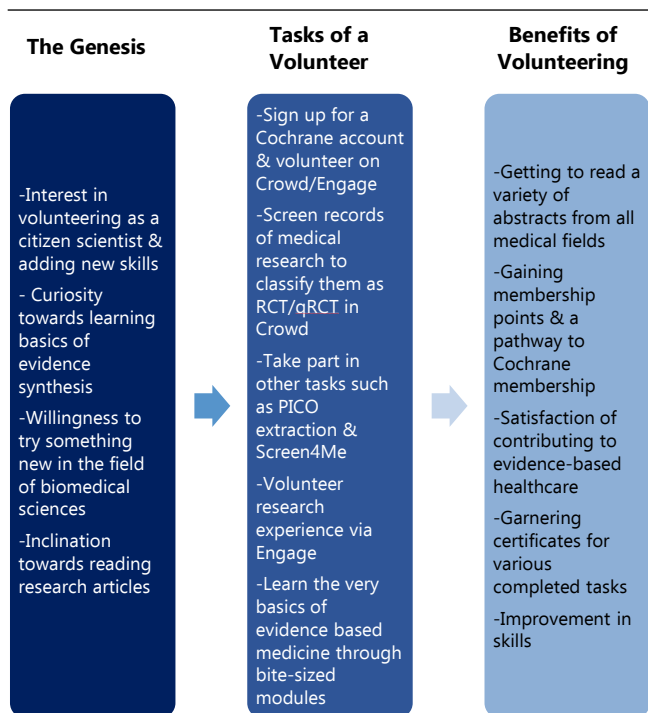 The Genesis
-Interest in
volunteering as a
citizen scientist &
adding new skills
- Curiosity
towards learning
basics of
evidence
synthesis
-Willingness to
try something
new in the field
of biomedical
sciences
-Inclination
towards reading
research articles
Tasks of a
Volunteer
-Sign up for a
Cochrane account
& volunteer on
Crowd/Engage
-Screen records
of medical
research to
classify them as
RCT/qRCT in
Crowd
-Take part in
other tasks such
as PICO
extraction &
Screen4Me
-Volunteer
research
experience via
Engage
-Learn the very
basics of
evidence based
medicine through
bite-sized
modules
Benefits of
Volunteering
-Getting to read a
variety of
abstracts from all
medical fields
-Gaining
membership
points & a
pathway to
Cochrane
membership
-Satisfaction of
contributing to
evidence-based
healthcare
-Garnering
certificates for
various
completed tasks
-Improvement in
skills